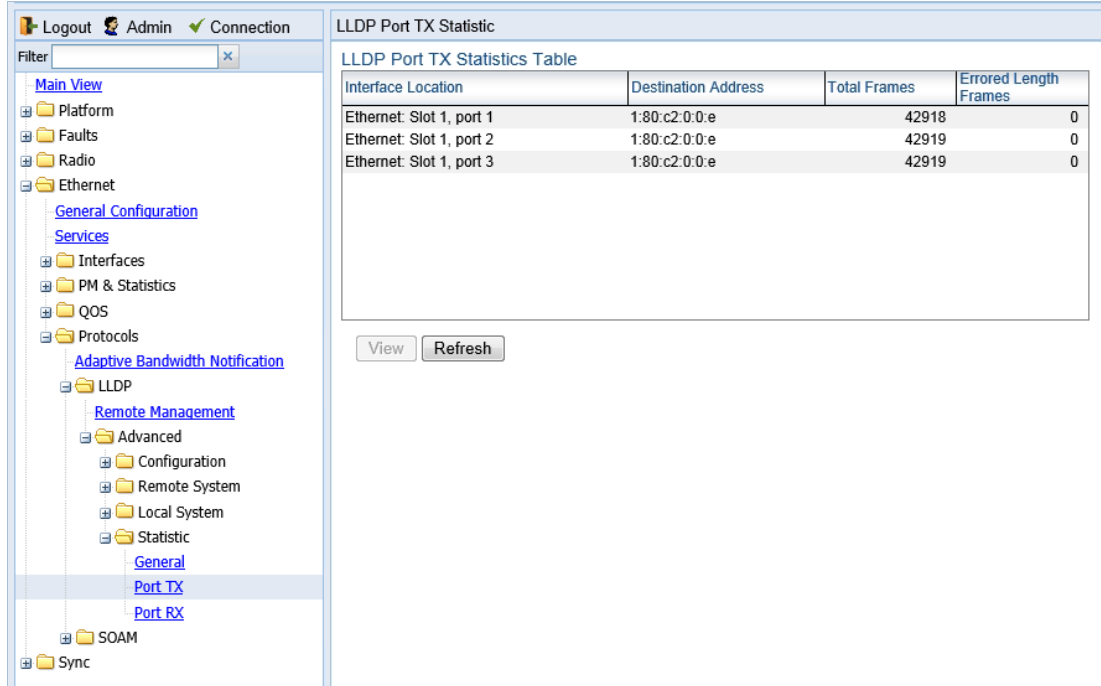 Logout Admin Connection
Filter
Main View
Platform
Faults
Radio
Ethernet
General Configuration
Services
Interfaces
PM & Statistics
QOS
Protocols
Adaptive Bandwidth Notification
LLDP
Remote Management
Advanced
Configuration
Remote System
Local System
Statistic
General
Port TX
Port RX
SOAM
Sync
LLDP Port TX Statistic
LLDP Port TX Statistics Table
Interface Location Destination Address Total Frames Errored Length Frames
Ethernet: Slot 1, port 1 1:80:c2:0:0:e 42918 0
Ethernet: Slot 1, port 2 1:80:c2:0:0:e 42919 0
Ethernet: Slot 1, port 3 1:80:c2:0:0:e 42919 0
View Refresh